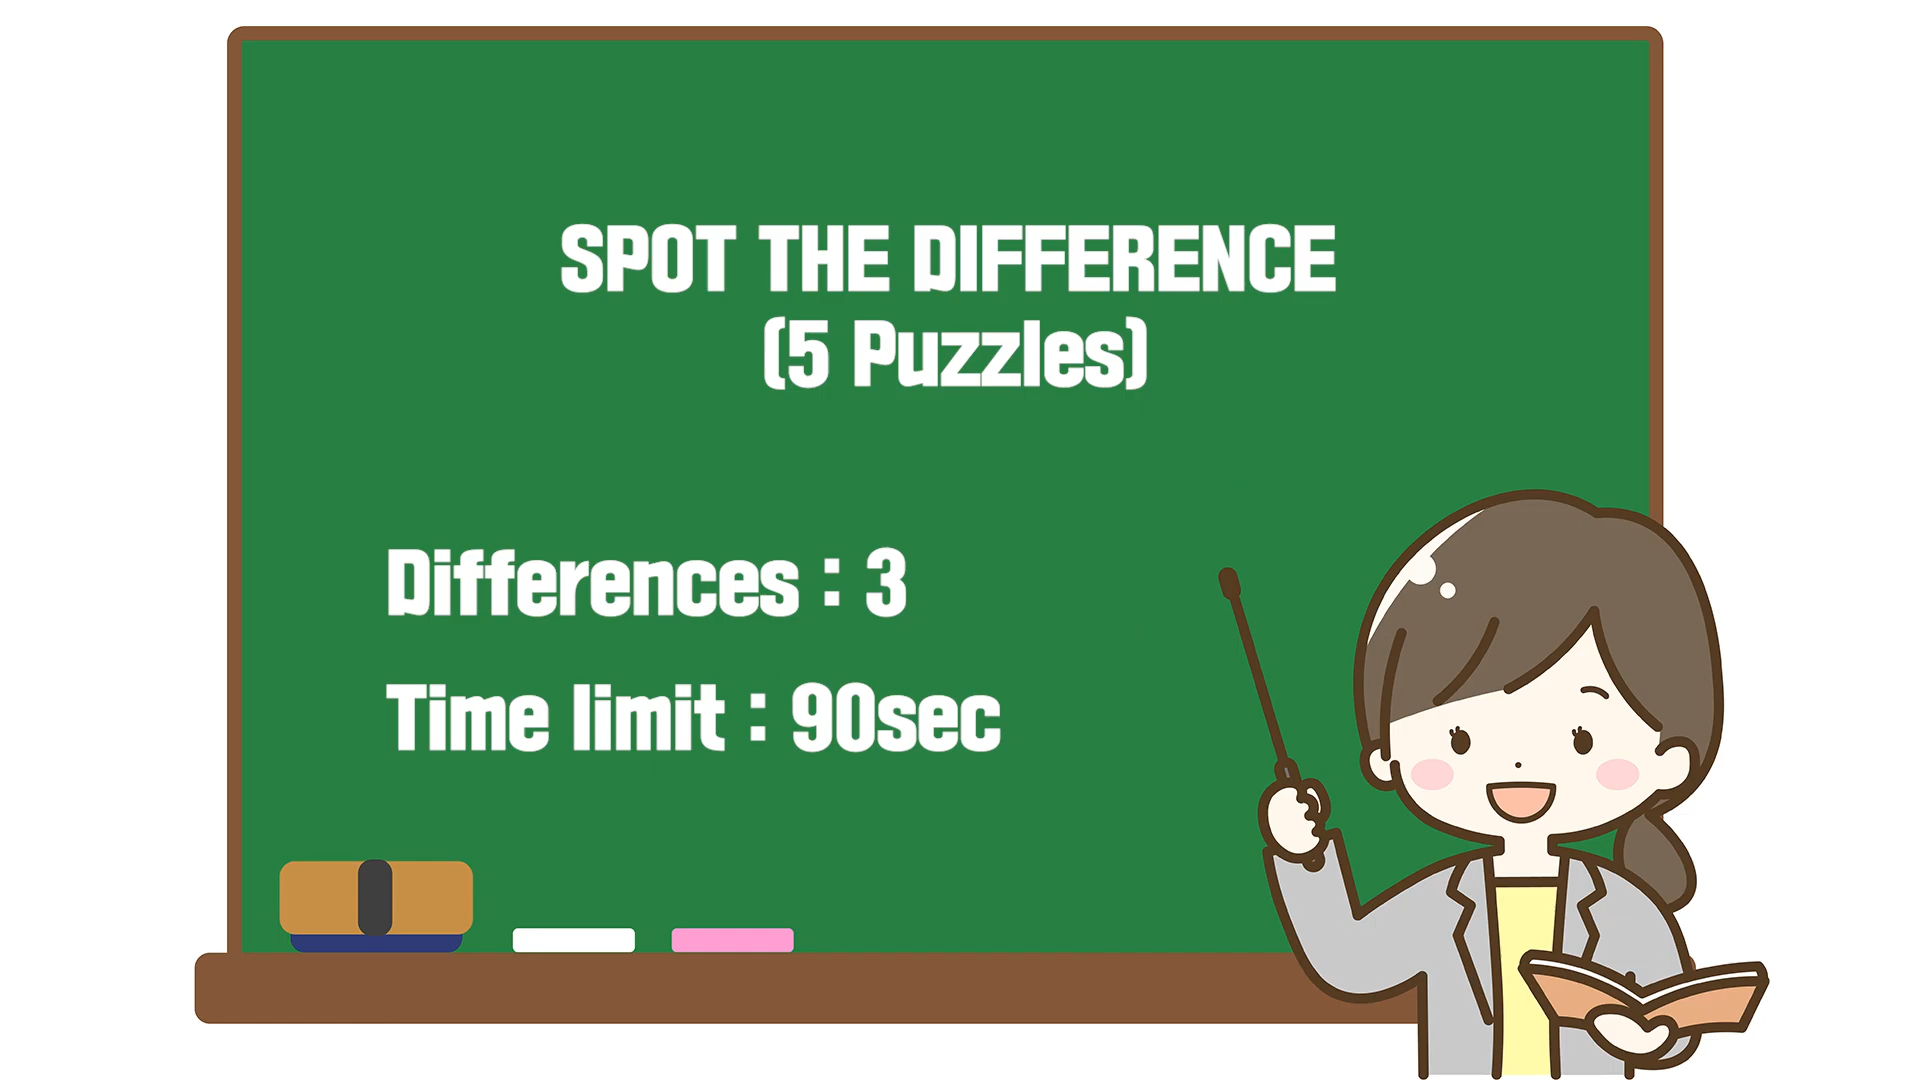 SPOT THE DIFFERENCE
(5 Puzzles)
Differences : 3
Time limit : 90sec